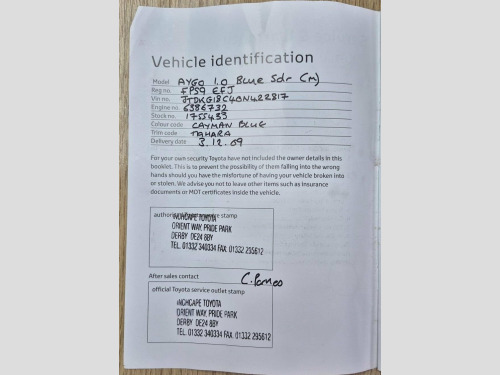 Vehicle identification
Model AYGO 1.0 Blue 5dr (M)
Reg no. FP59 EFJ
Vin no. JTDKG18C40N422817
Engine no. 6386732
Stock no. 1755433
Colour code CAYMAN BLUE
Trim code TAHARA
Delivery date 3.12.09
For your own security Toyota have not included the owner details in this
booklet. This is to prevent the possibility of them falling into the wrong
hands should you have the misfortune of having your vehicle broken into
or stolen. We advise you not to leave other items such as insurance
documents or MOT certificates inside the vehicle.
service stamp
INCHCAPE TOYOTA
ORIENT WAY, PRIDE PARK
DERBY DE24 8BY
TEL. 01332 340334 FAX. 01332 295612
After sales contact
official Toyota service outlet stamp
INCHCAPE TOYOTA
ORIENT WAY, PRIDE PARK
DERBY DE24 8BY
TEL. 01332 340334 FAX. 01332 295612